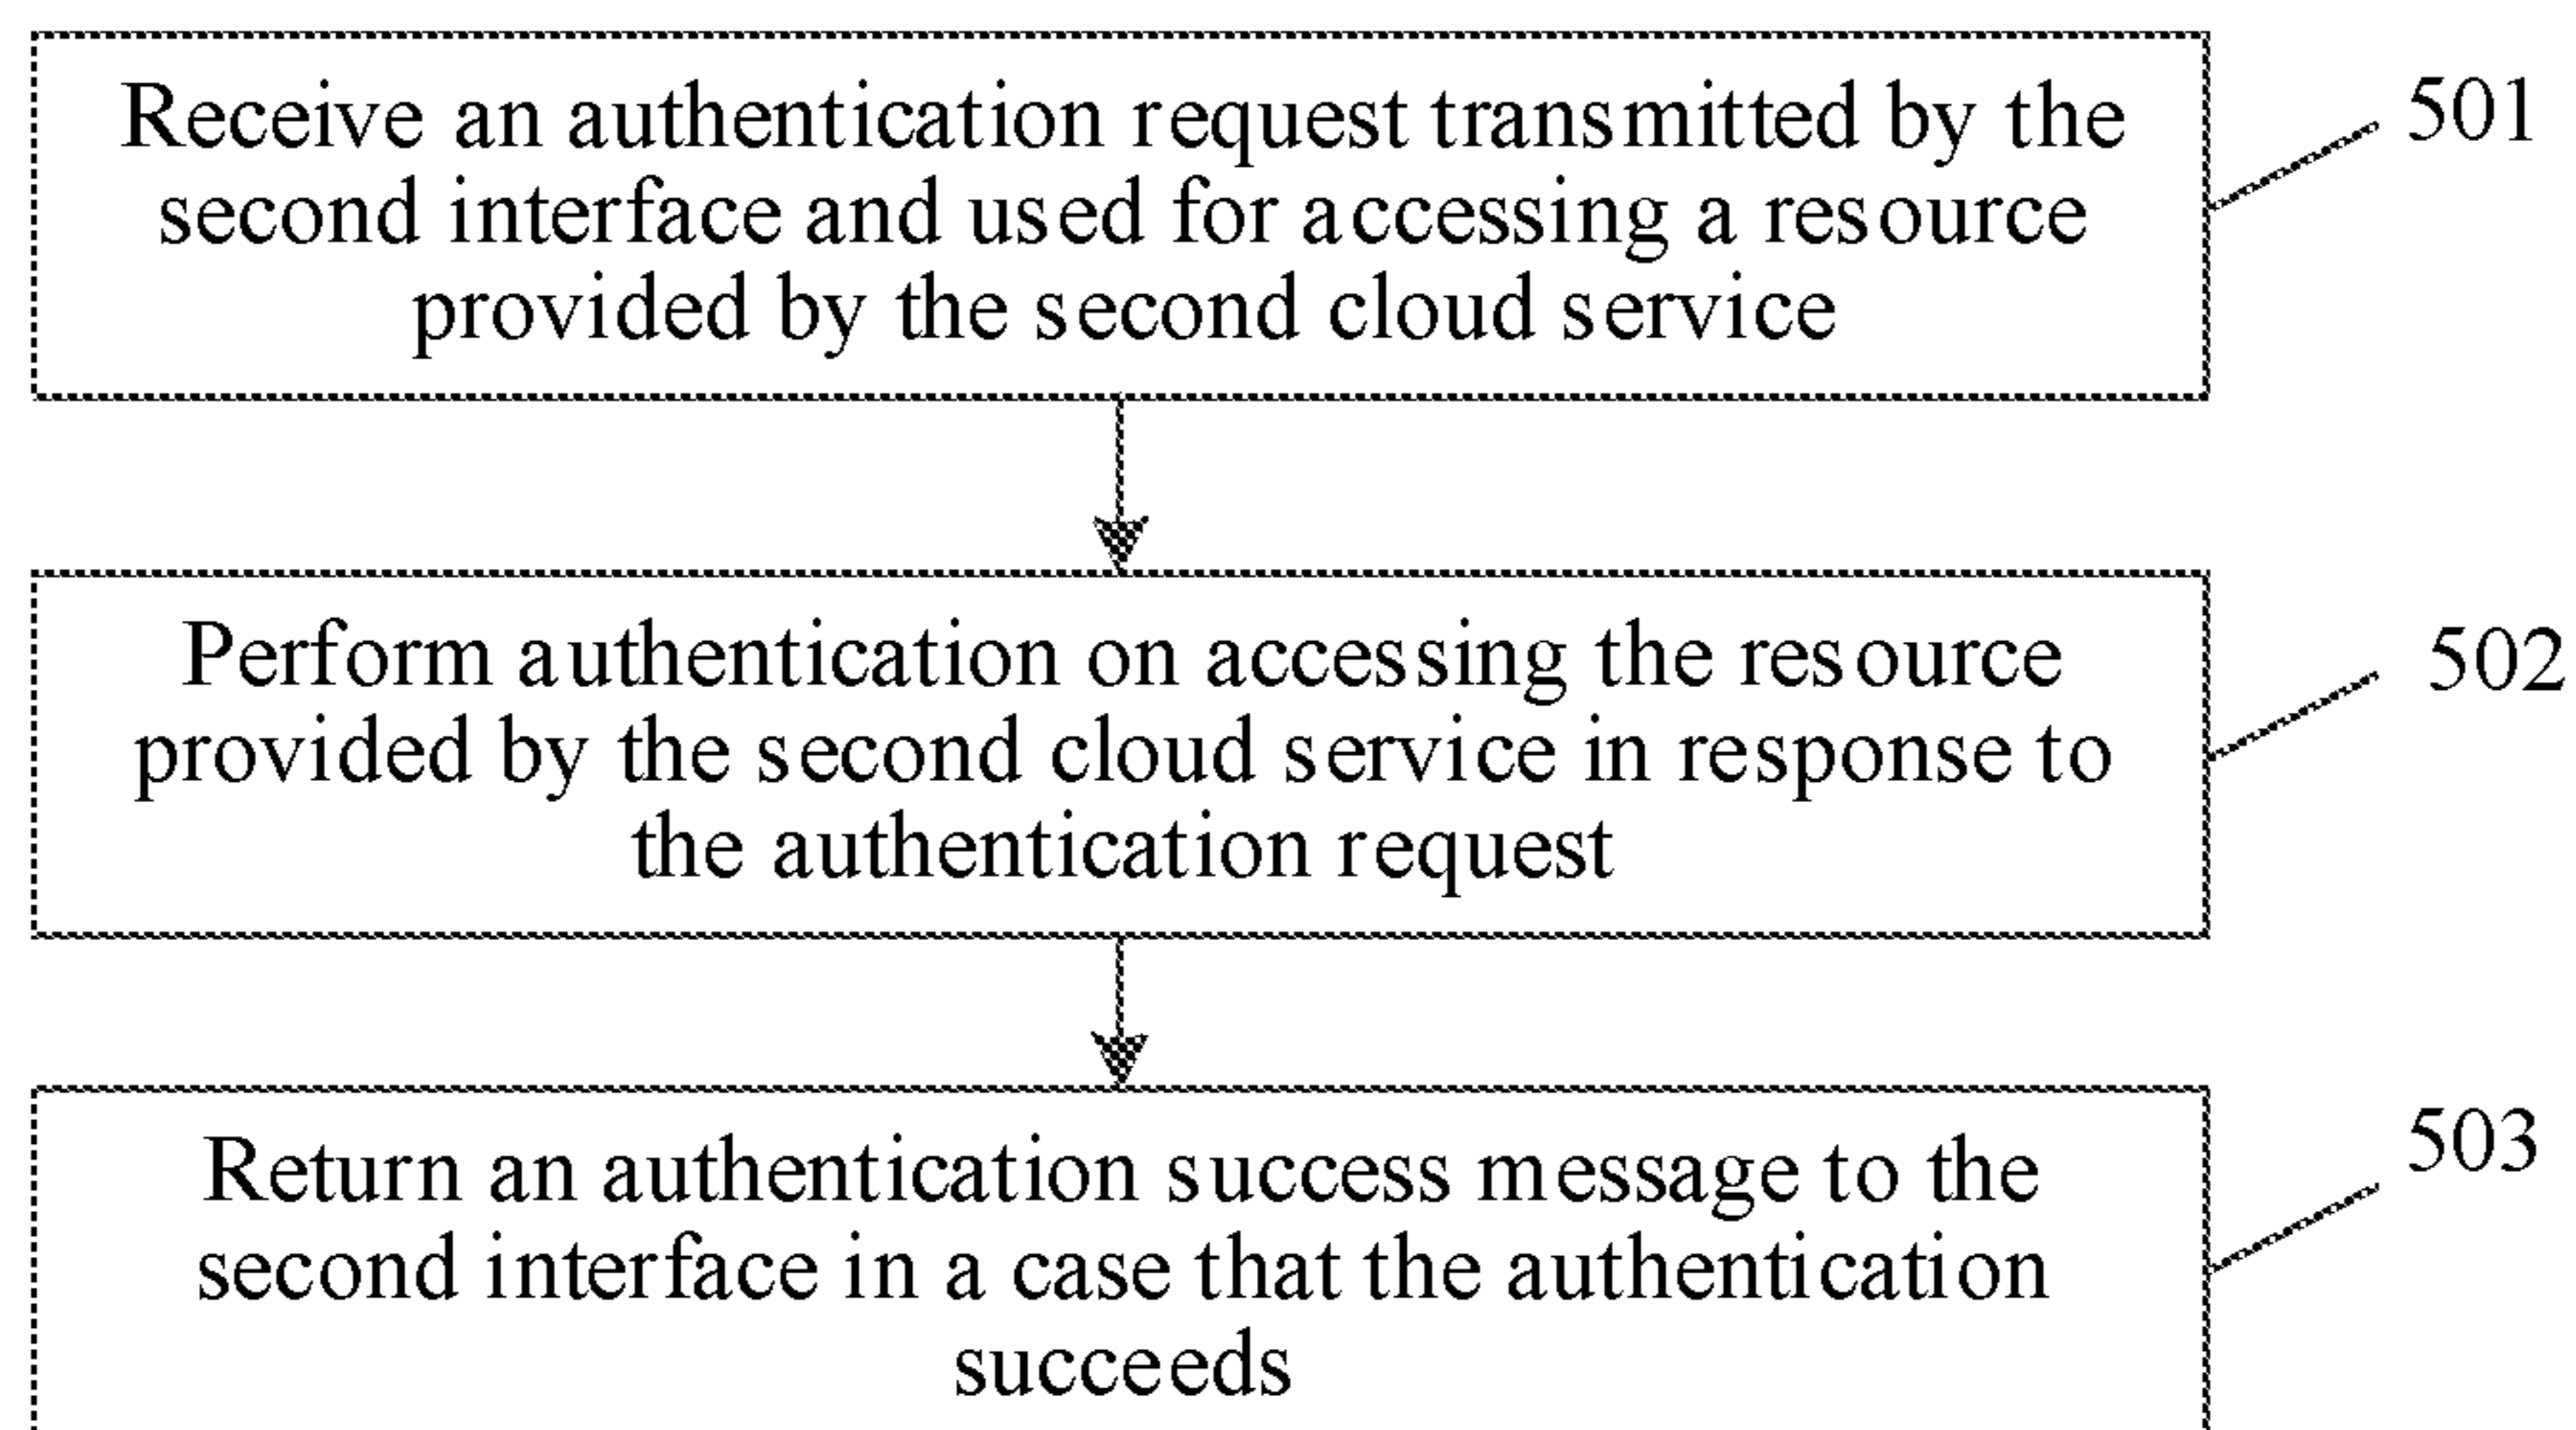 Receive an authentication request transmitted by the
second interface and used for accessing a resource
provided by the second cloud service
501
Perform authentication on accessing the resource
provided by the second cloud service in response to
the authentication request
502
Return an authentication success message to the
second interface in a case that the authentication
succeeds
503